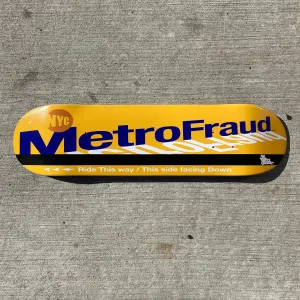 NYC
MetroFraud
<<< Ride This way / This side facing Down